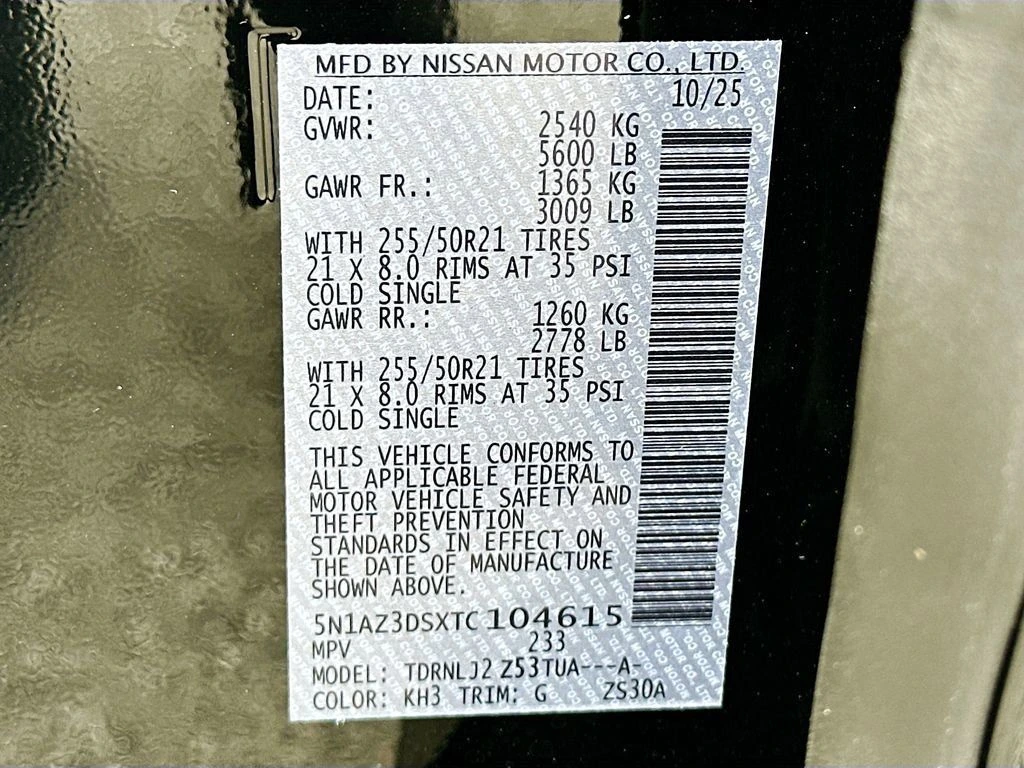 MFD BY NISSAN MOTOR CO., LTD.
DATE: 10/25
GVWR: 2540 KG
5600 LB
GAWR FR.: 1365 KG
3009 LB
WITH 255/50R21 TIRES
21 X 8.0 RIMS AT 35 PSI
COLD SINGLE
GAWR RR.: 1260 KG
2778 LB
WITH 255/50R21 TIRES
21 X 8.0 RIMS AT 35 PSI
COLD SINGLE
THIS VEHICLE CONFORMS TO
ALL APPLICABLE FEDERAL
MOTOR VEHICLE SAFETY AND
THEFT PREVENTION
STANDARDS IN EFFECT ON
THE DATE OF MANUFACTURE
SHOWN ABOVE.
5N1AZ3DSXTC104615
MPV 233
MODEL: TDRNLJ2 Z53TUA---A-
COLOR: KH3 TRIM: G ZS30A